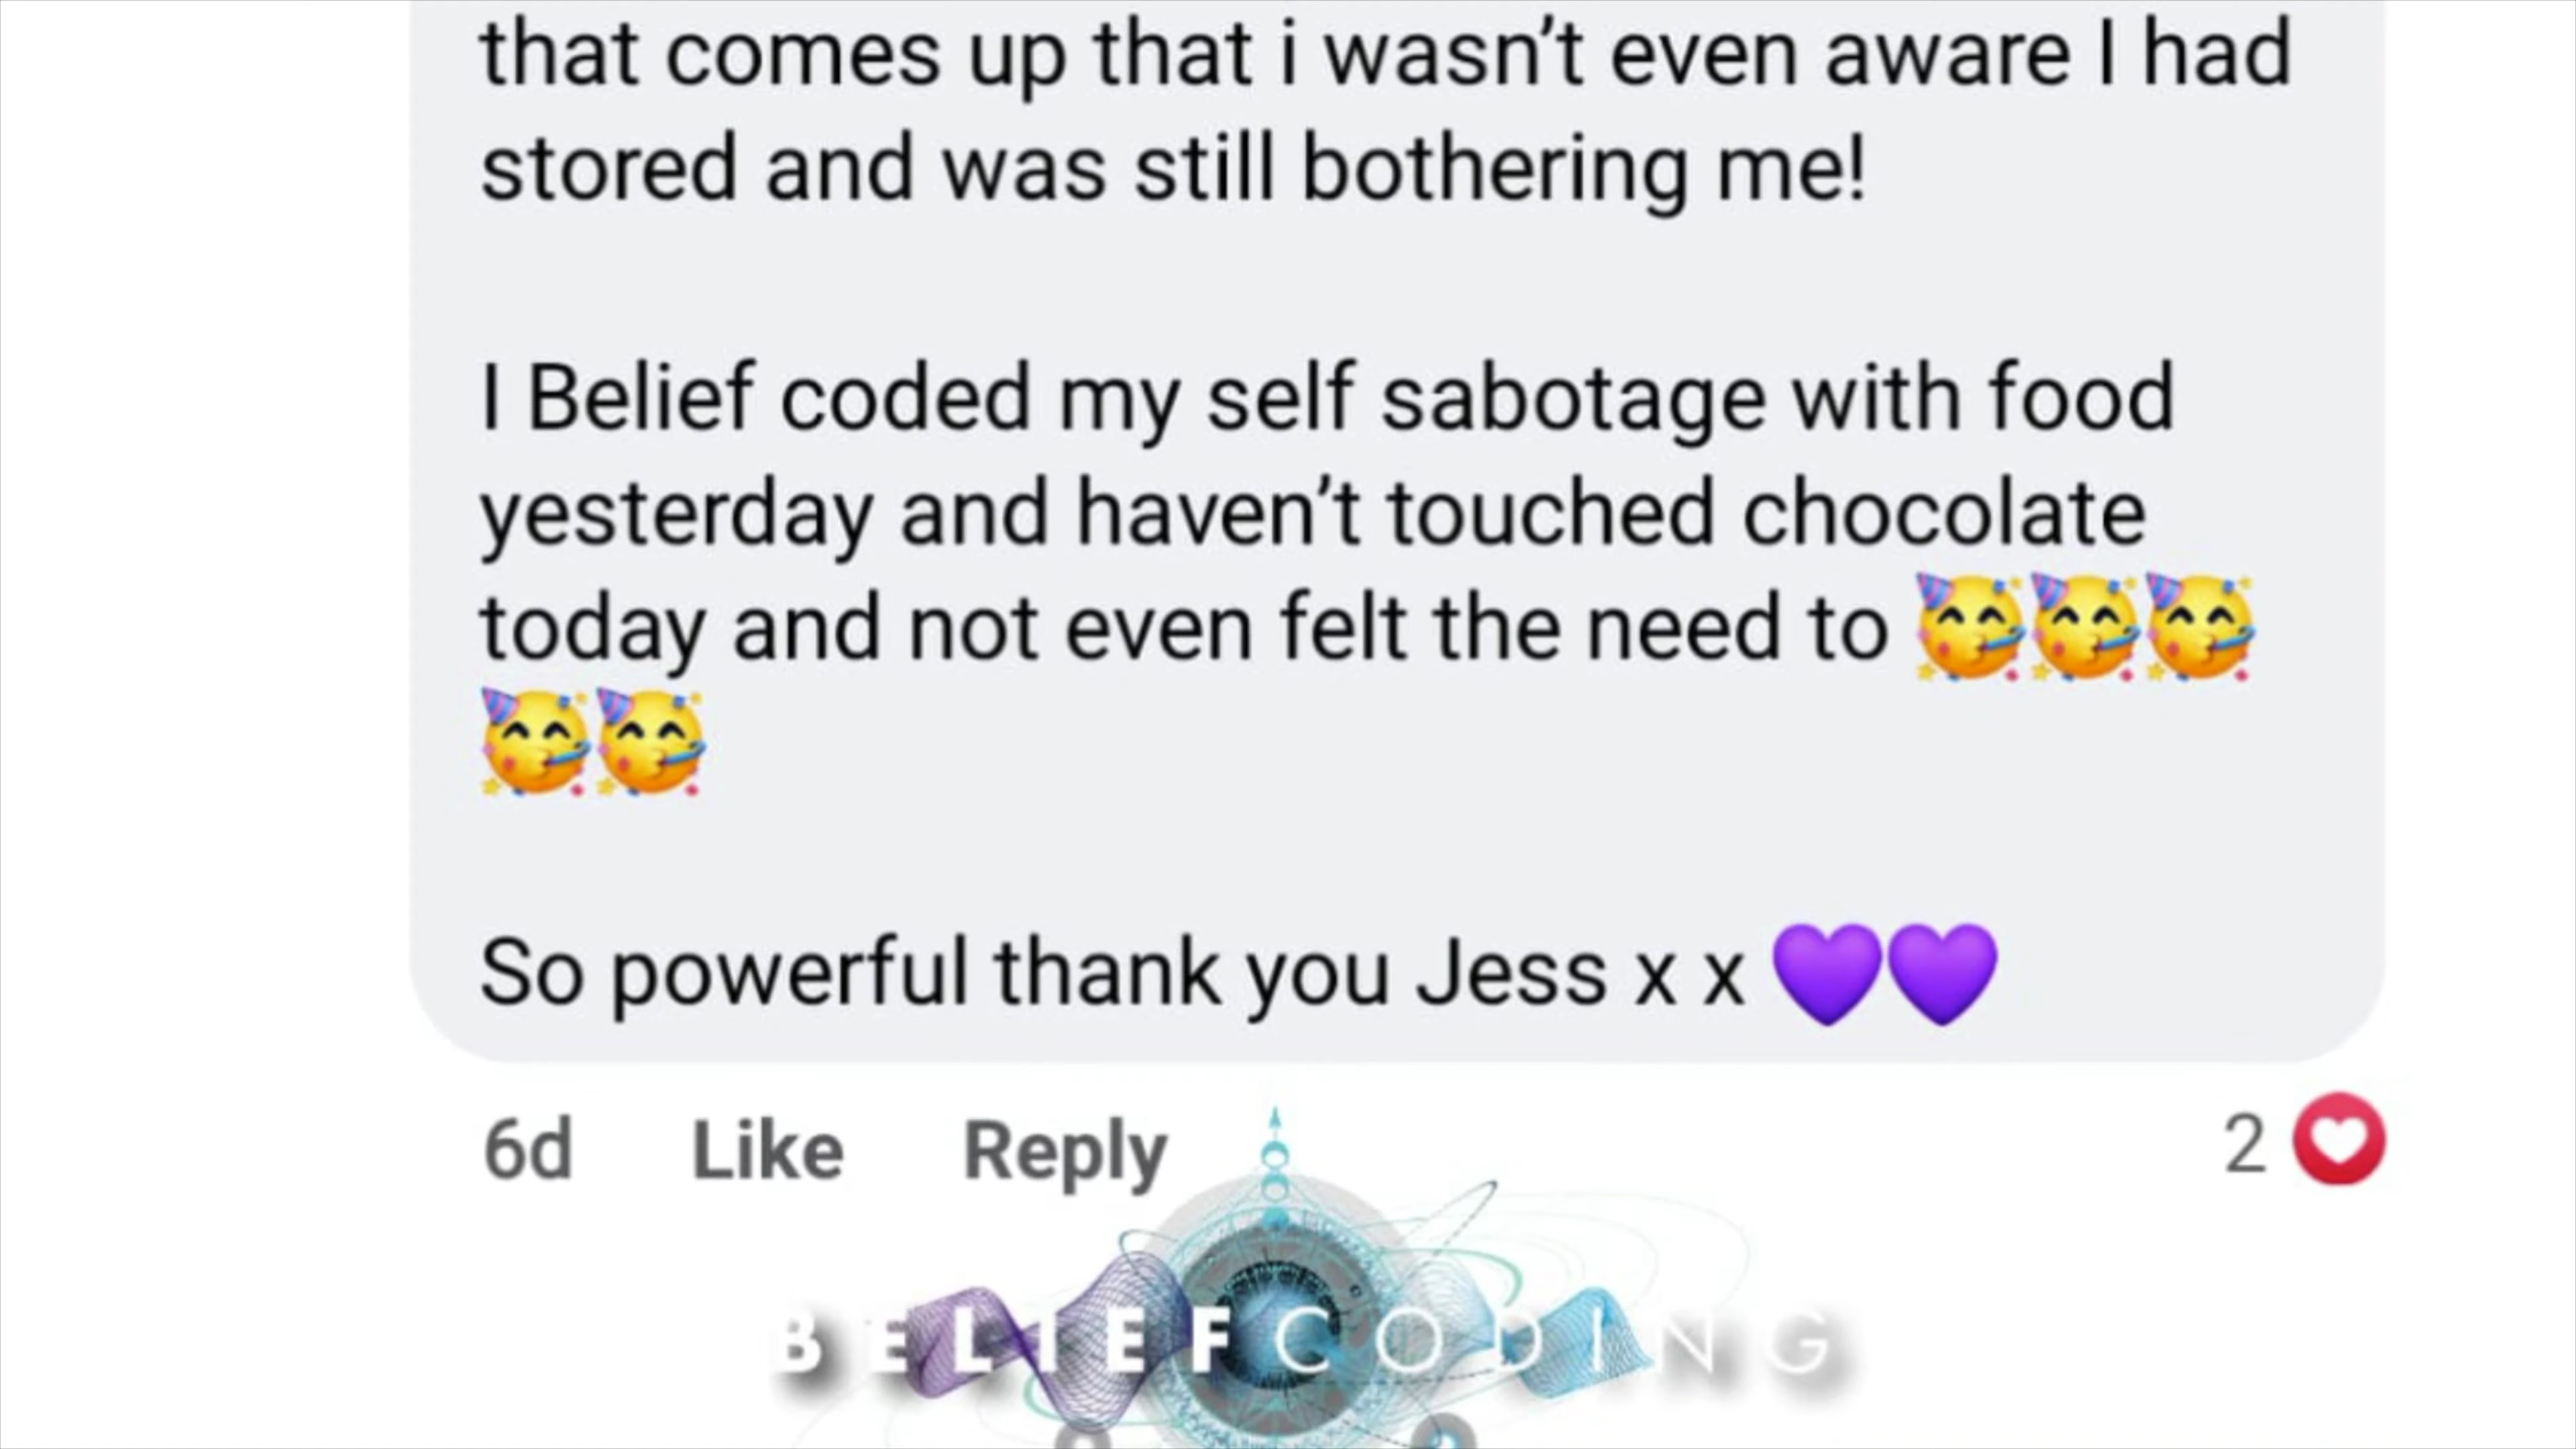 that comes up that i wasn’t even aware I had
stored and was still bothering me!
I Belief coded my self sabotage with food
yesterday and haven’t touched chocolate
today and not even felt the need to 🥳🥳🥳
🥳🥳
So powerful thank you Jess x x 💜💜
6d Like Reply 2
BELIEFCODING